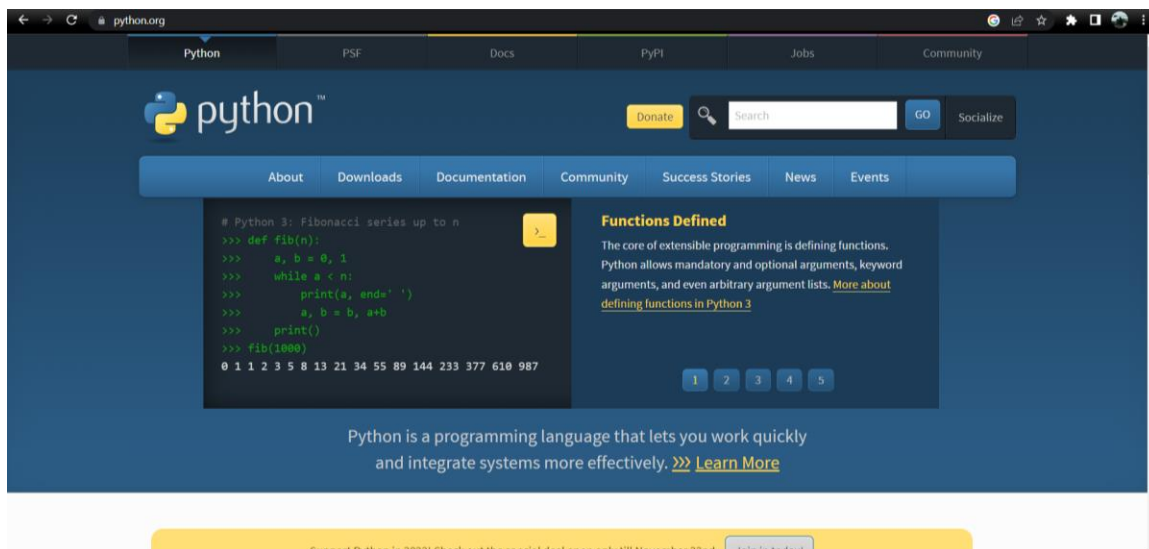 python.org
Python PSF Docs PyPI Jobs Community
python™
Donate Search GO Socialize
About Downloads Documentation Community Success Stories News Events
# Python 3: Fibonacci series up to n
>>> def fib(n):
>>>     a, b = 0, 1
>>>     while a < n:
>>>         print(a, end=' ')
>>>         a, b = b, a+b
>>>     print()
>>> fib(1000)
0 1 1 2 3 5 8 13 21 34 55 89 144 233 377 610 987
>_
Functions Defined
The core of extensible programming is defining functions.
Python allows mandatory and optional arguments, keyword
arguments, and even arbitrary argument lists. More about
defining functions in Python 3
1 2 3 4 5
Python is a programming language that lets you work quickly
and integrate systems more effectively. >>> Learn More